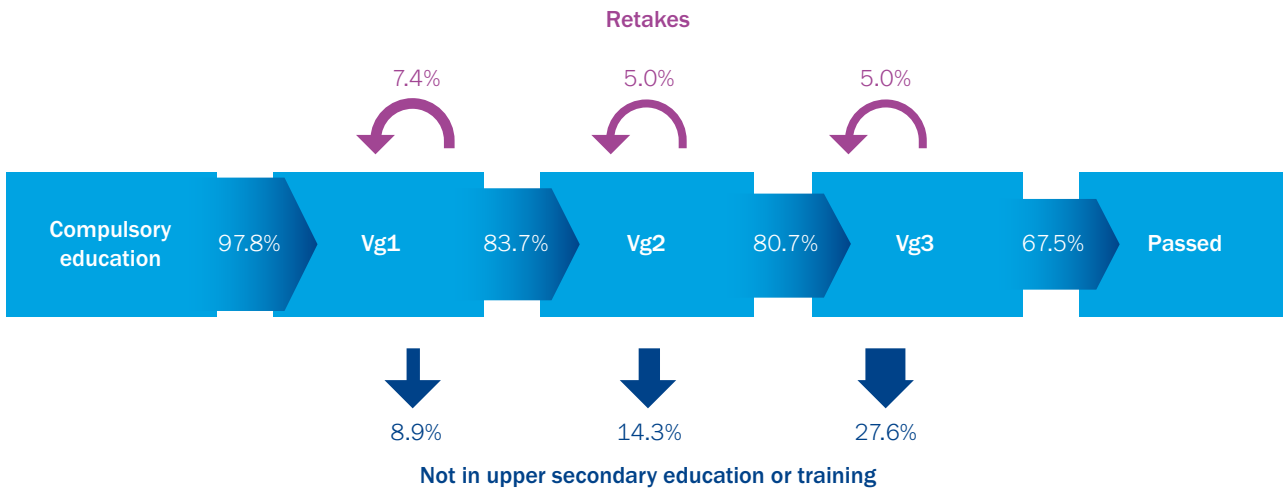 Retakes
7.4%
5.0%
5.0%
Compulsory
education
97.8%
Vg1
83.7%
Vg2
80.7%
Vg3
67.5%
Passed
8.9%
14.3%
27.6%
Not in upper secondary education or training